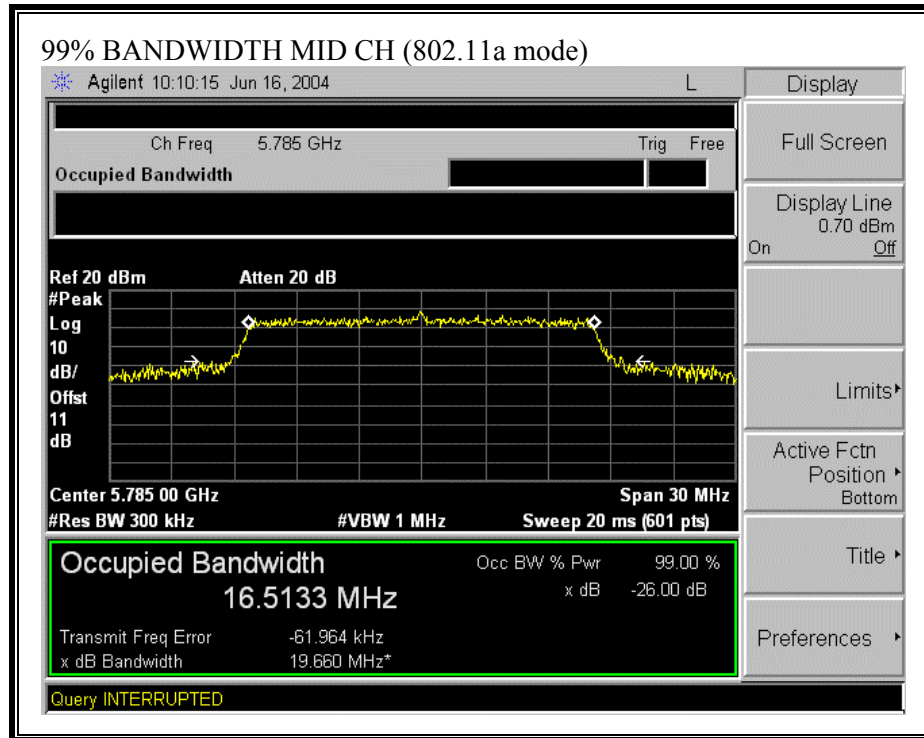 99% BANDWIDTH MID CH (802.11a mode)
Agilent 10:10:15 Jun 16, 2004 L
Display
Ch Freq 5.785 GHz Trig Free
Occupied Bandwidth
Full Screen
Display Line
0.70 dBm
On Off
Ref 20 dBm Atten 20 dB
#Peak
Log
10
dB/
Offst
11
dB
Center 5.785 00 GHz Span 30 MHz
#Res BW 300 kHz #VBW 1 MHz Sweep 20 ms (601 pts)
Limits
Active Fctn
Position
Bottom
Title
Preferences
Occupied Bandwidth Occ BW % Pwr 99.00 %
16.5133 MHz x dB -26.00 dB
Transmit Freq Error -61.964 kHz
x dB Bandwidth 19.660 MHz*
Query INTERRUPTED